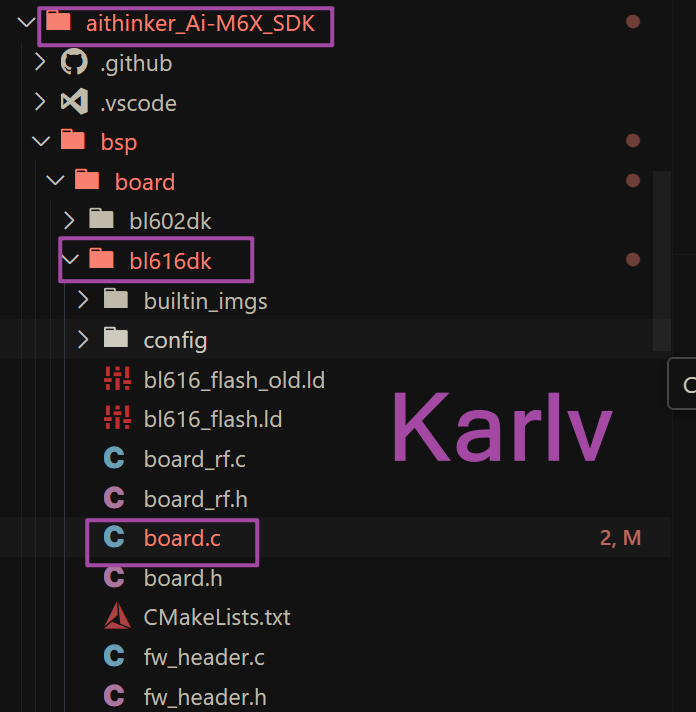 aithinker_Ai-M6X_SDK
.github
.vscode
bsp
board
bl602dk
bl616dk
builtin_imgs
config
bl616_flash_old.ld
bl616_flash.ld
Karlv
board_rf.c
board_rf.h
board.c 2, M
board.h
CMakeLists.txt
fw_header.c
fw_header.h